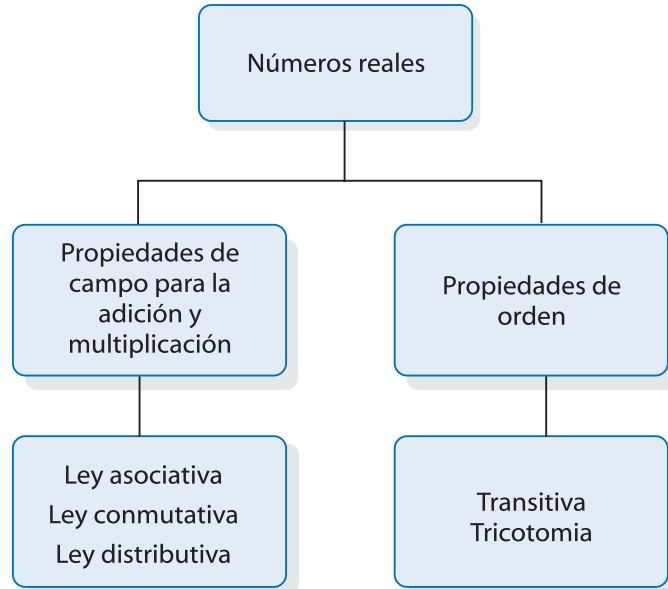 Números reales
Propiedades de
campo para la
adición y
multiplicación
Propiedades de
orden
Ley asociativa
Ley conmutativa
Ley distributiva
Transitiva
Tricotomia